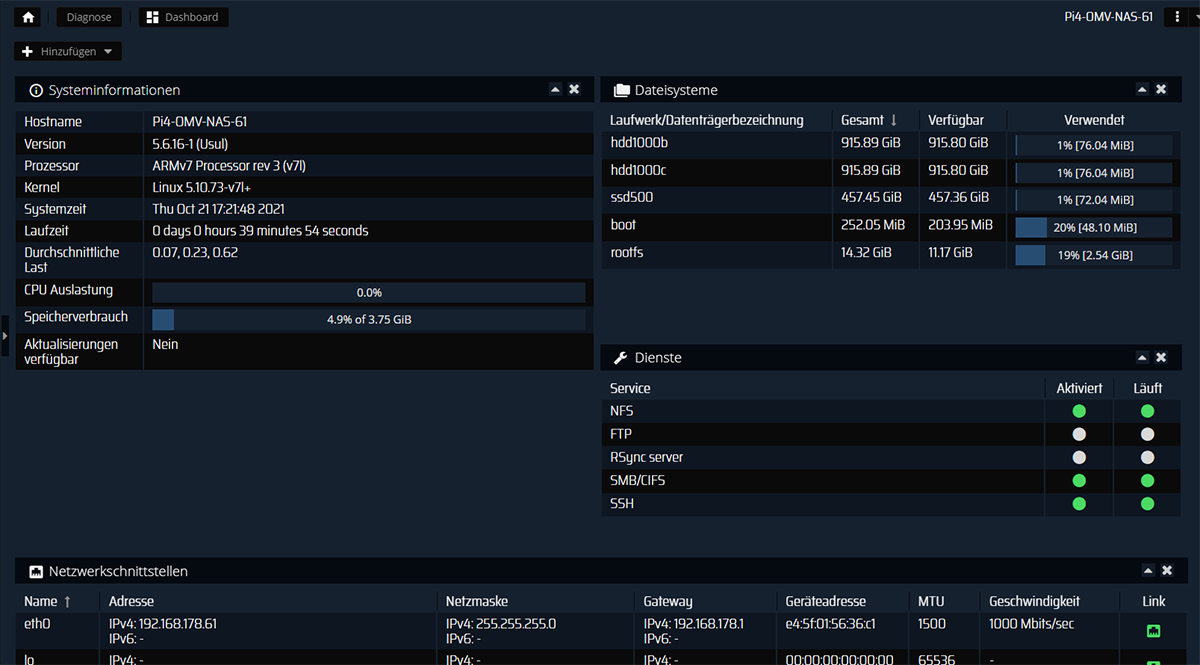 Diagnose
Dashboard
Pi4-OMV-NAS-61
Hinzufügen
Systeminformationen
Hostname Pi4-OMV-NAS-61
Version 5.6.16-1 (Usul)
Prozessor ARMv7 Processor rev 3 (v7l)
Kernel Linux 5.10.73-v7l+
Systemzeit Thu Oct 21 17:21:48 2021
Laufzeit 0 days 0 hours 39 minutes 54 seconds
Durchschnittliche 0.07, 0.23, 0.62
Last
CPU Auslastung 0.0%
Speicherverbrauch 4.9% of 3.75 GiB
Aktualisierungen Nein
verfügbar
Dateisysteme
Laufwerk/Datenträgerbezeichnung Gesamt ↓ Verfügbar Verwendet
hdd1000b 915.89 GiB 915.80 GiB 1% [76.04 MiB]
hdd1000c 915.89 GiB 915.80 GiB 1% [76.04 MiB]
ssd500 457.45 GiB 457.36 GiB 1% [72.04 MiB]
boot 252.05 MiB 203.95 MiB 20% [48.10 MiB]
rootfs 14.32 GiB 11.17 GiB 19% [2.54 GiB]
Dienste
Service Aktiviert Läuft
NFS
FTP
RSync server
SMB/CIFS
SSH
Netzwerkschnittstellen
Name ↑ Adresse Netzmaske Gateway Geräteadresse MTU Geschwindigkeit Link
eth0 IPv4: 192.168.178.61 IPv4: 255.255.255.0 IPv4: 192.168.178.1 e4:5f:01:56:36:c1 1500 1000 Mbits/sec
IPv6: - IPv6: - IPv6: -
lo IPv4: - IPv4: - IPv4: - 00:00:00:00:00:00 65536 -